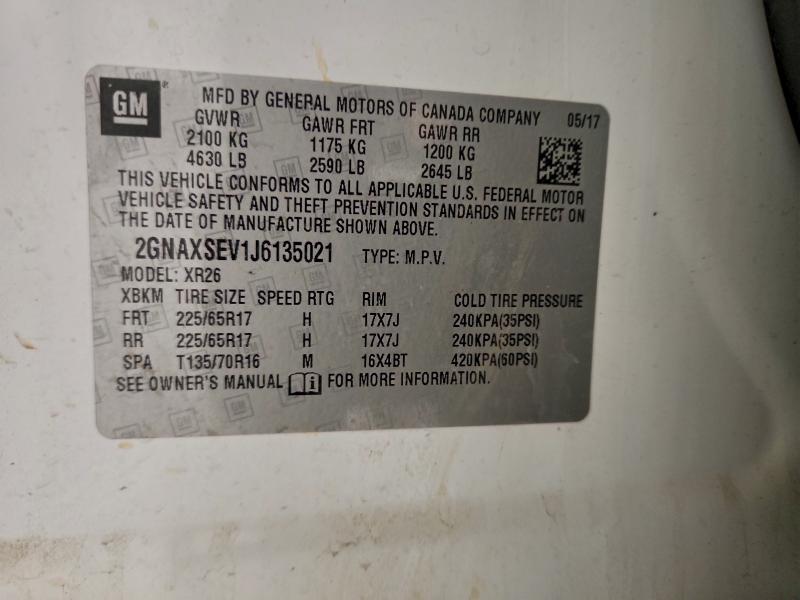 GM ® MFD BY GENERAL MOTORS OF CANADA COMPANY 05/17
GVWR GAWR FRT GAWR RR
2100 KG 1175 KG 1200 KG
4630 LB 2590 LB 2645 LB
THIS VEHICLE CONFORMS TO ALL APPLICABLE U.S. FEDERAL MOTOR
VEHICLE SAFETY AND THEFT PREVENTION STANDARDS IN EFFECT ON
THE DATE OF MANUFACTURE SHOWN ABOVE.
2GNAXSEV1J6135021 TYPE: M.P.V.
MODEL: XR26
XBKM TIRE SIZE SPEED RTG RIM COLD TIRE PRESSURE
FRT 225/65R17 H 17X7J 240KPA(35PSI)
RR 225/65R17 H 17X7J 240KPA(35PSI)
SPA T135/70R16 M 16X4BT 420KPA(60PSI)
SEE OWNER'S MANUAL i FOR MORE INFORMATION.